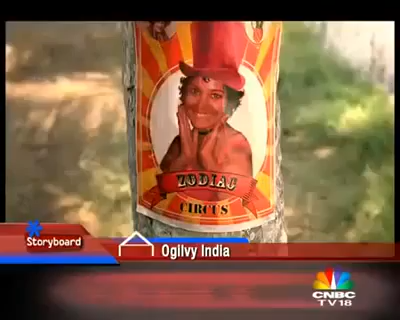 ZODIAC
CIRCUS
Storyboard
Ogilvy India
CNBC
TV18